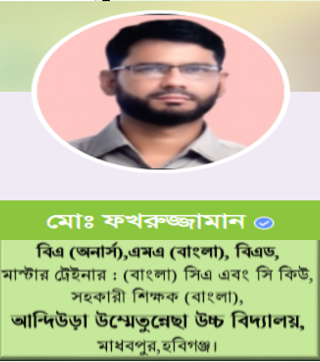 মোঃ ফখরুজ্জামান
বিএ (অনার্স),এমএ (বাংলা), বিএড,
মাস্টার ট্রেইনার : (বাংলা) সিএ এবং সি কিউ,
সহকারী শিক্ষক (বাংলা),
আন্দিউড়া উম্মেতুন্নেছা উচ্চ বিদ্যালয়,
মাধবপুর,হবিগঞ্জ।